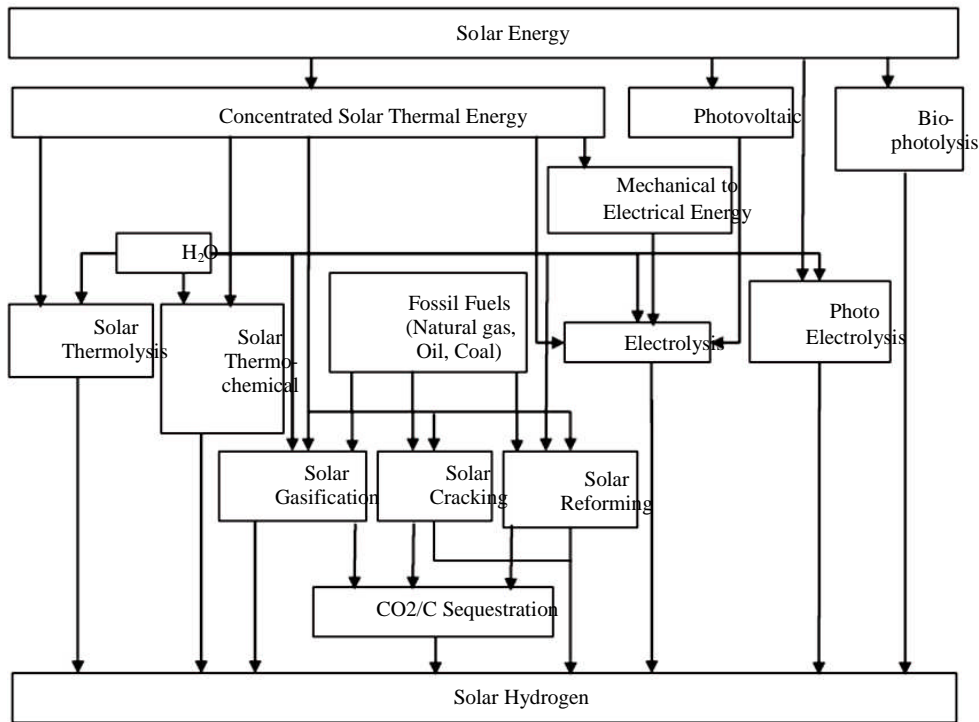 Solar Energy
Concentrated Solar Thermal Energy
Photovoltaic
Bio-
photolysis
Mechanical to
Electrical Energy
H₂O
Fossil Fuels
(Natural gas,
Oil, Coal)
Solar
Thermolysis
Solar
Thermo-
chemical
Electrolysis
Photo
Electrolysis
Solar
Gasification
Solar
Cracking
Solar
Reforming
CO2/C Sequestration
Solar Hydrogen